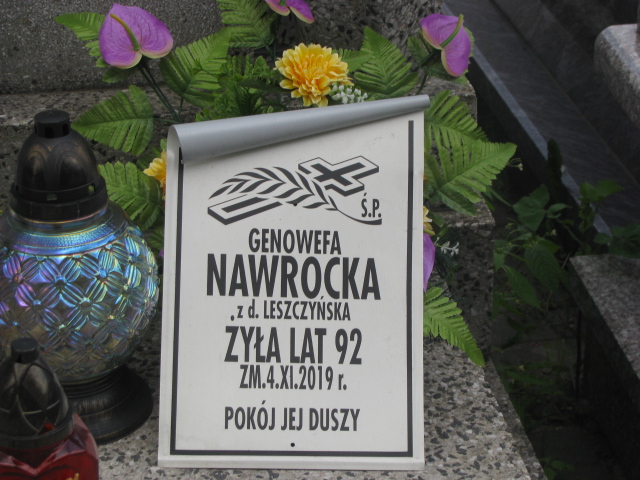 Ś.P.
GENOWEFA
NAWROCKA
z d. LESZCZYŃSKA
ŻYŁA LAT 92
ZM.4.XI.2019 r.
POKÓJ JEJ DUSZY